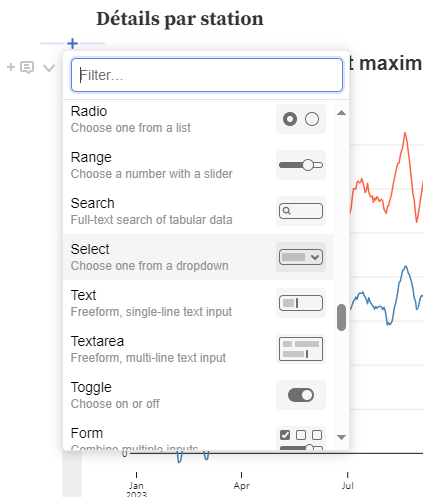 Détails par station
Filter...
t maxim
Radio
Choose one from a list
Range
Choose a number with a slider
Search
Full-text search of tabular data
Select
Choose one from a dropdown
Text
Freeform, single-line text input
Textarea
Freeform, multi-line text input
Toggle
Choose on or off
Form
Combine multiple inputs
0
Jan
2023
Apr
Jul